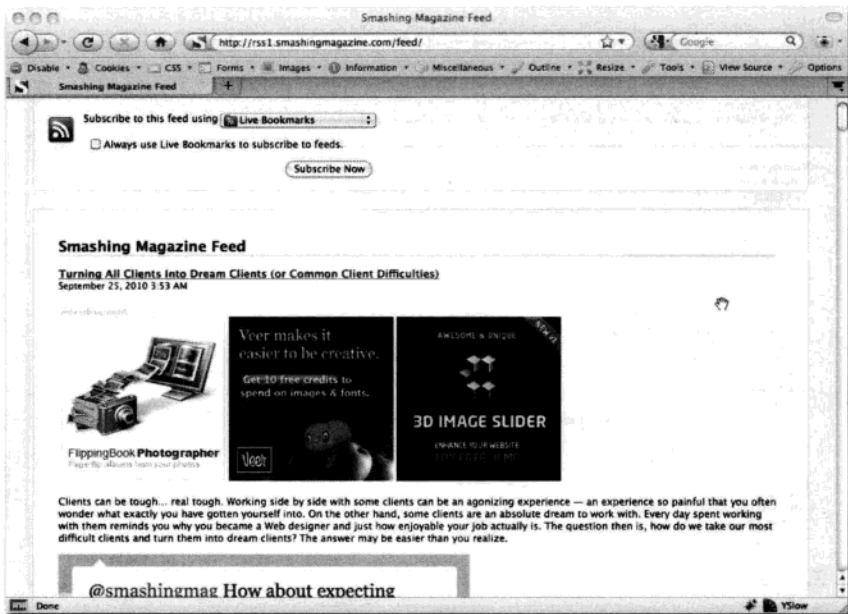 Smashing Magazine Feed
http://rss1.smashingmagazine.com/feed/
Google
Disable Cookies CSS Forms Images Information Miscellaneous Outline Resize Tools View Source Options
Smashing Magazine Feed
Subscribe to this feed using Live Bookmarks
Always use Live Bookmarks to subscribe to feeds.
Subscribe Now
Smashing Magazine Feed
Turning All Clients Into Dream Clients (or Common Client Difficulties)
September 25, 2010 3:53 AM
FlippingBook Photographer
Page flip albums from your photos
Veer makes it
easier to be creative.
Get 10 free credits to
spend on images & fonts.
Veer
NEW V2
AWESOME & UNIQUE
3D IMAGE SLIDER
ENHANCE YOUR WEBSITE
Clients can be tough... real tough. Working side by side with some clients can be an agonizing experience — an experience so painful that you often
wonder what exactly you have gotten yourself into. On the other hand, some clients are an absolute dream to work with. Every day spent working
with them reminds you why you became a Web designer and just how enjoyable your job actually is. The question then is, how do we take our most
difficult clients and turn them into dream clients? The answer may be easier than you realize.
@smashingmag How about expecting
Done
YSlow